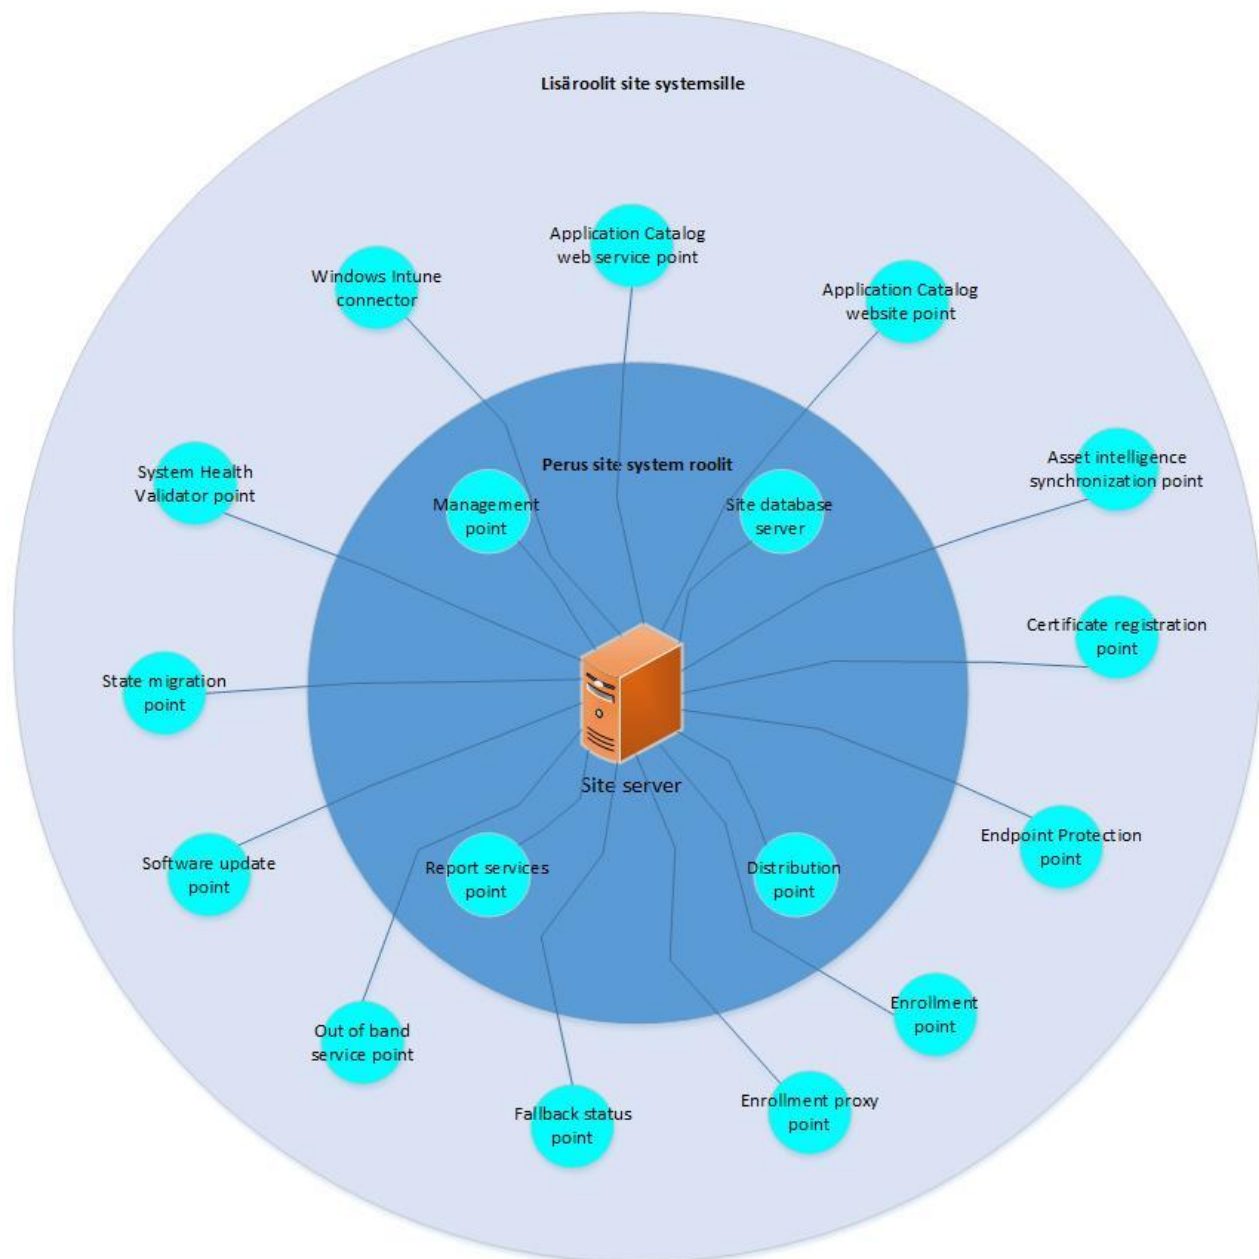 Lisäroolit site systemsille
Application Catalog
web service point
Windows Intune
connector
Application Catalog
website point
Perus site system roolit
System Health
Validator point
Management
point
Site database
server
Asset intelligence
synchronization point
Certificate registration
point
State migration
point
Site server
Software update
point
Report services
point
Distribution
point
Endpoint Protection
point
Out of band
service point
Enrollment
point
Fallback status
point
Enrollment proxy
point